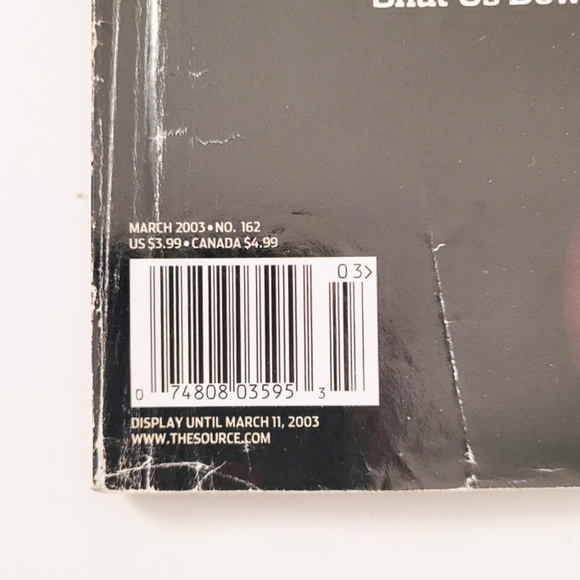 MARCH 2003•NO. 162
US $3.99•CANADA $4.99
03>
0 74808 03595 3
DISPLAY UNTIL MARCH 11, 2003
WWW.THESOURCE.COM